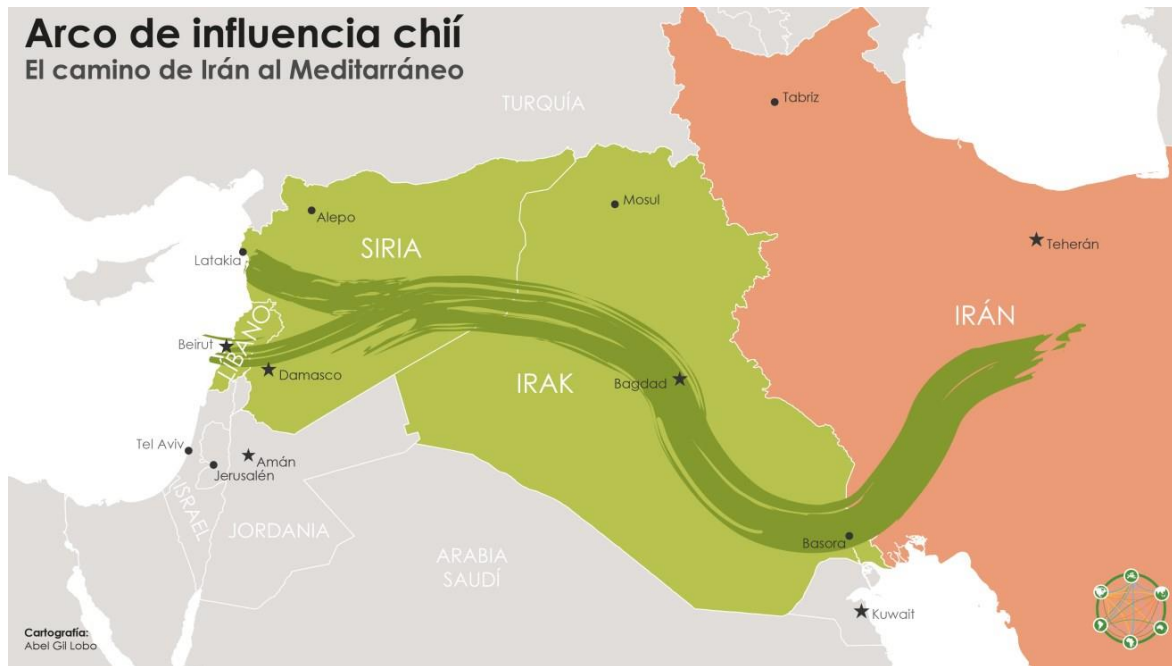 Arco de influencia chií
El camino de Irán al Meditarráneo
TURQUÍA
Tabriz
Mosul
Alepo
SIRIA
Teherán
Latakia
IRÁN
LÍBANO
Beirut
Damasco
IRAK
Bagdad
Tel Aviv
Amán
Jerusalén
ISRAEL
JORDANIA
ARABIA
SAUDÍ
Basora
Kuwait
Cartografía:
Abel Gil Lobo